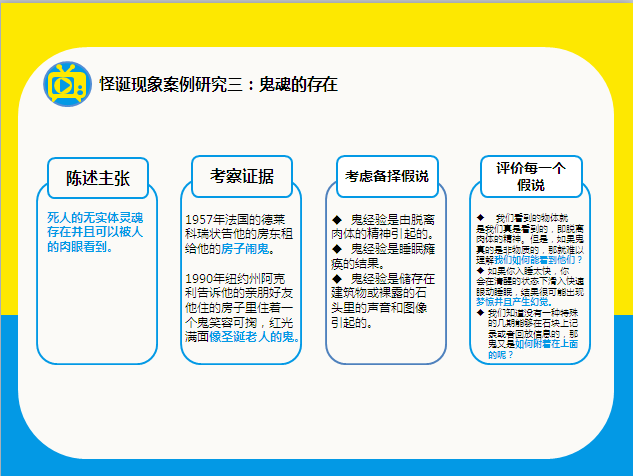 怪诞现象案例研究三：鬼魂的存在
陈述主张
死人的无实体灵魂
存在并且可以被人
的肉眼看到。
考察证据
1957年法国的德莱
科瑞状告他的房东租
给他的房子闹鬼。
1990年纽约州阿克
利告诉他的亲朋好友
他住的房子里住着一
个鬼笑容可掬，红光
满面像圣诞老人的鬼。
考虑备择假说
◆ 鬼经验是由脱离
肉体的精神引起的。
◆ 鬼经验是睡眠瘫
痪的结果。
◆ 鬼经验是储存在
建筑物或裸露的石
头里的声音和图像
引起的。
评价每一个
假说
◆ 我们看到的物体就
是我们真是看到的，即脱离
肉体的精神。但是，如果鬼
真的是非物质的，那就难以
理解我们如何能看到他们？
◆ 如果你入睡太快，你
会在清醒的状态下滑入快速
眼动睡眠，结果很可能出现
梦惊并且产生幻觉。
◆ 我们知道没有一种特殊
的几期能够在石块上记
录或者回放信息的，那
鬼又是如何附着在上面
的呢？